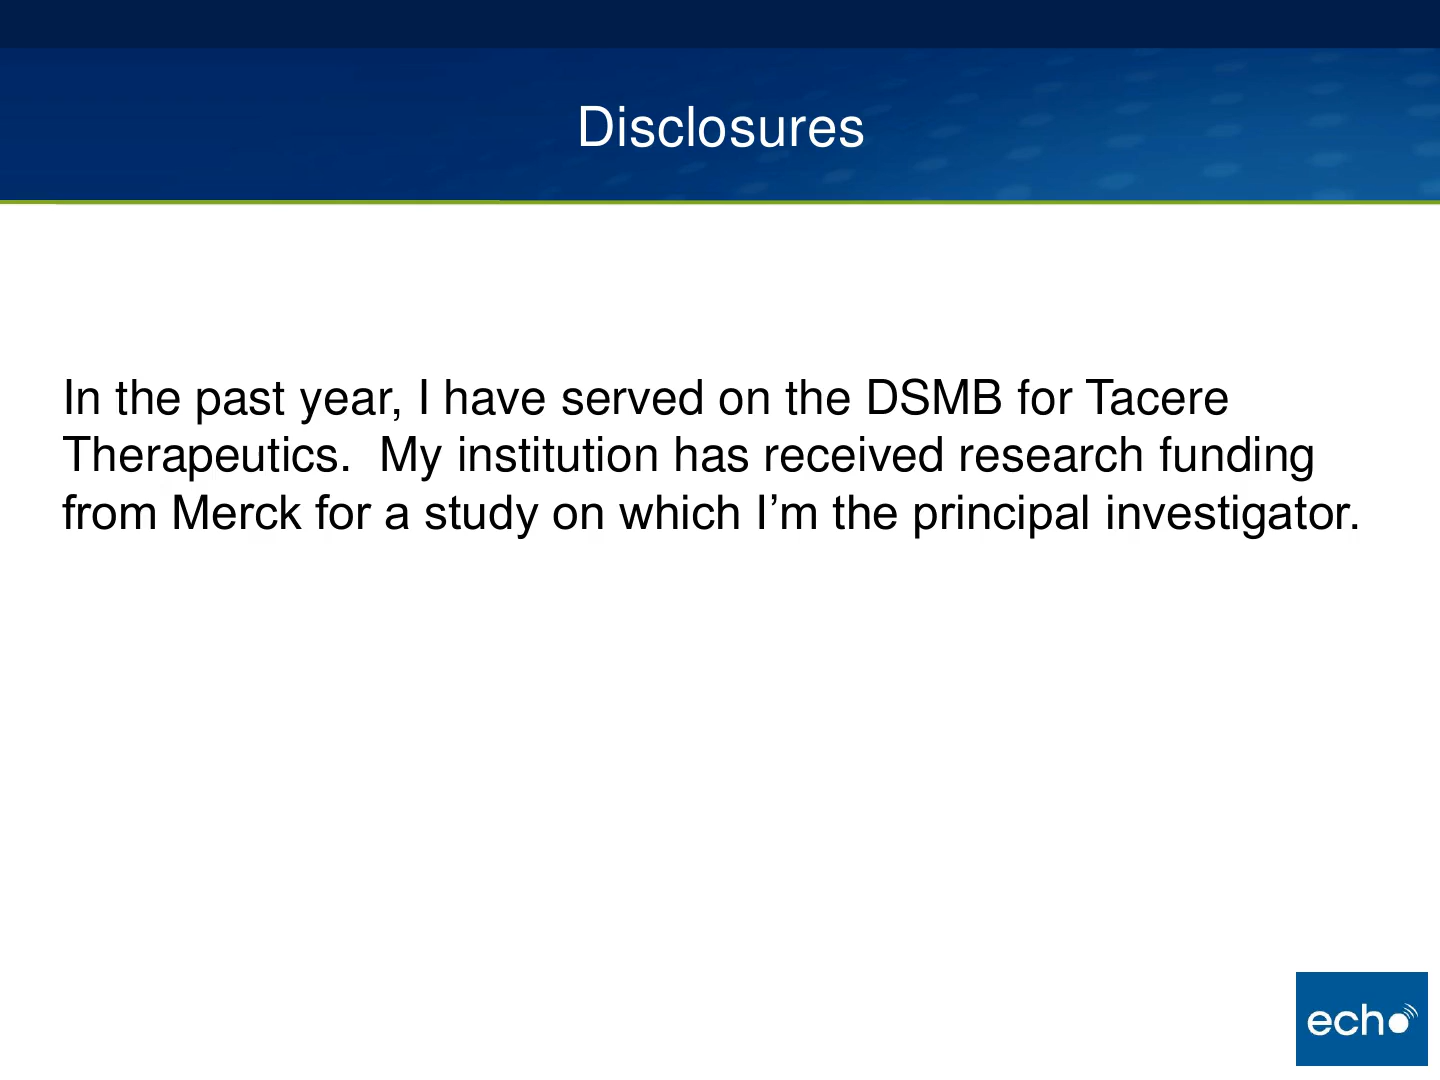 Disclosures
In the past year, I have served on the DSMB for Tacere
Therapeutics.  My institution has received research funding
from Merck for a study on which I’m the principal investigator.
echo